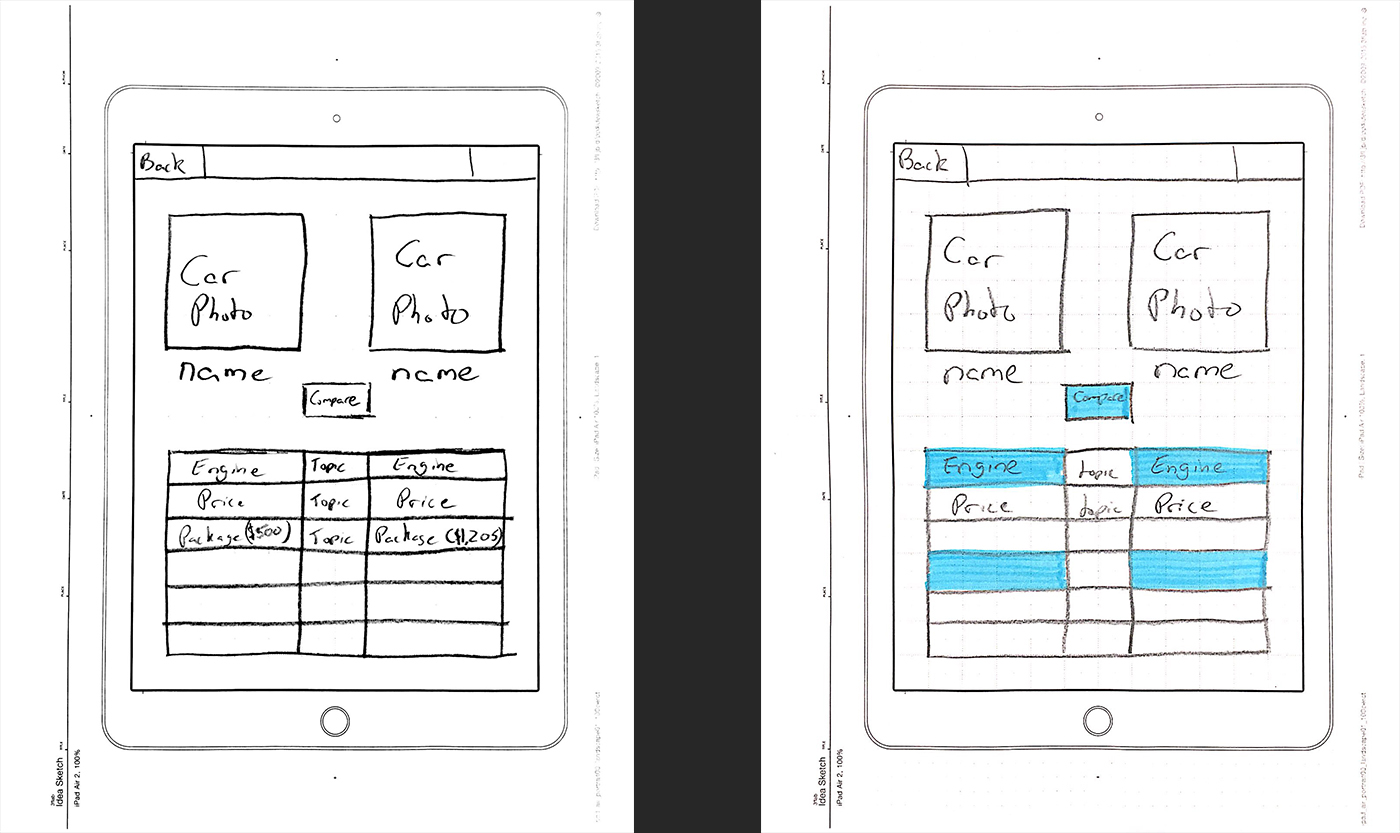 Back
Car
Photo
name
Car
Photo
name
Compare
Engine Topic Engine
Price Topic Price
Package ($500) Topic Package ($1,205)
Idea Sketch
iPad Air 2, 100%
Back
Car
Photo
name
Car
Photo
name
Compare
Engine topic Engine
Price topic Price
Idea Sketch
iPad Air 2, 100%